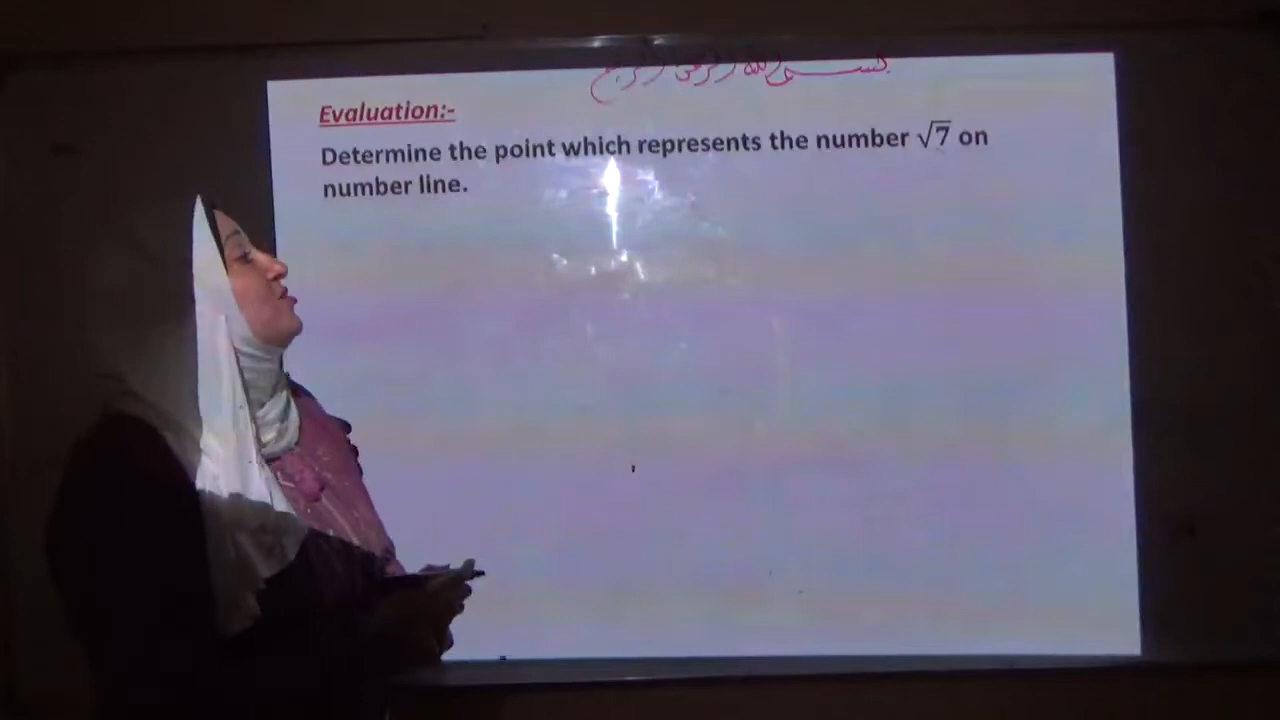 بسم الله الرحمن الرحيم
Evaluation:-
Determine the point which represents the number √7 on
number line.